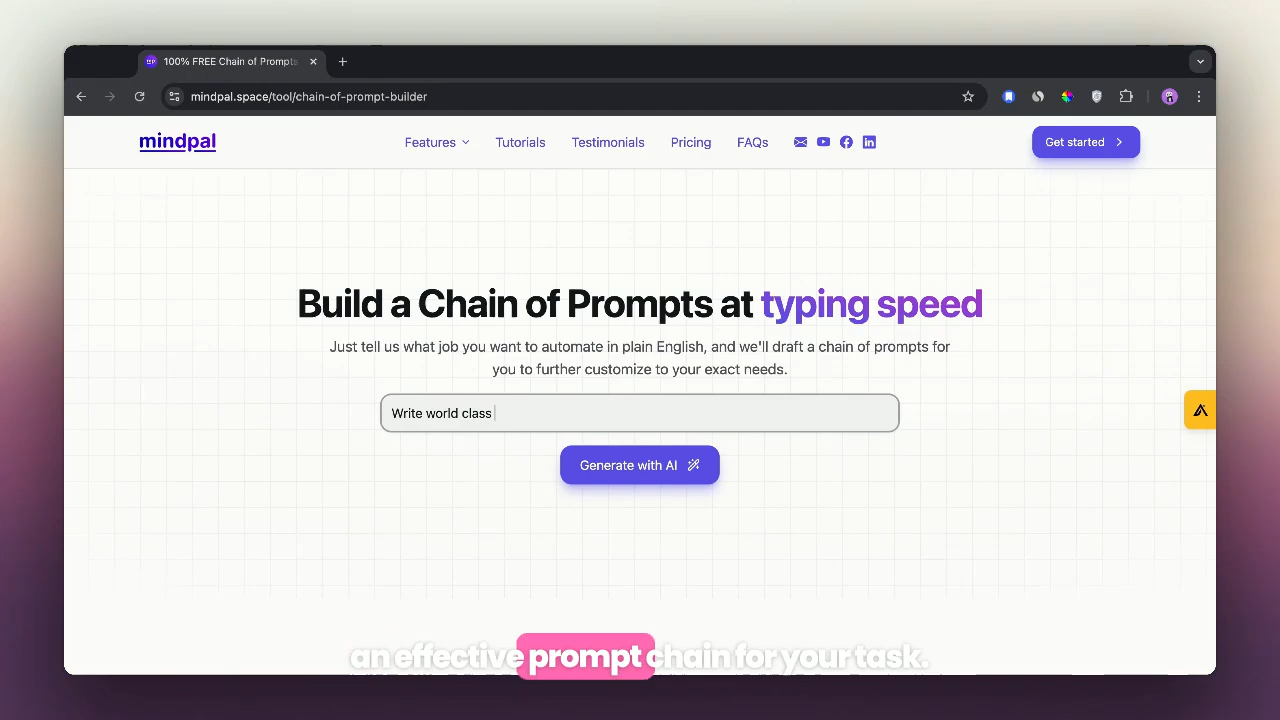 100% FREE Chain of Prompts
mindpal.space/tool/chain-of-prompt-builder
mindpal
Features
Tutorials
Testimonials
Pricing
FAQs
Get started
Build a Chain of Prompts at typing speed
Just tell us what job you want to automate in plain English, and we'll draft a chain of prompts for
you to further customize to your exact needs.
Write world class
Generate with AI
an effective prompt chain for your task.